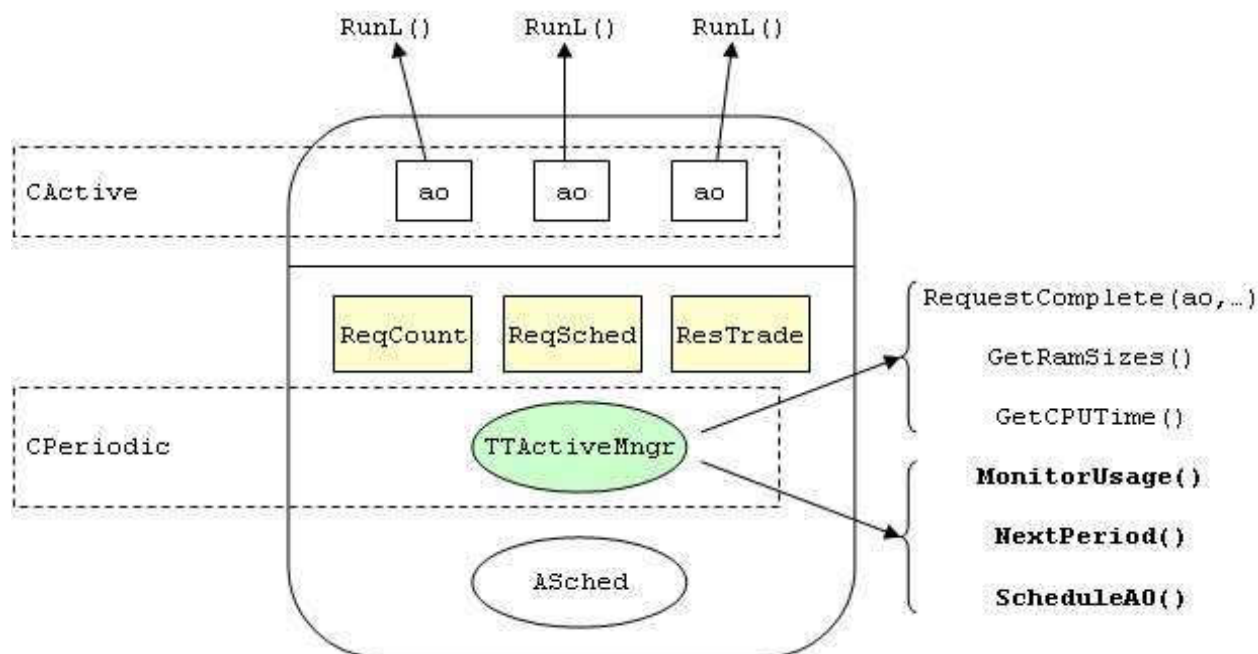 RunL() RunL() RunL()
CActive ao ao ao
RequestComplete(ao,…)
ReqCount ReqSched ResTrade
GetRamSizes()
GetCPUTime()
CPeriodic TTActiveMngr
MonitorUsage()
NextPeriod()
ASched
ScheduleAO()